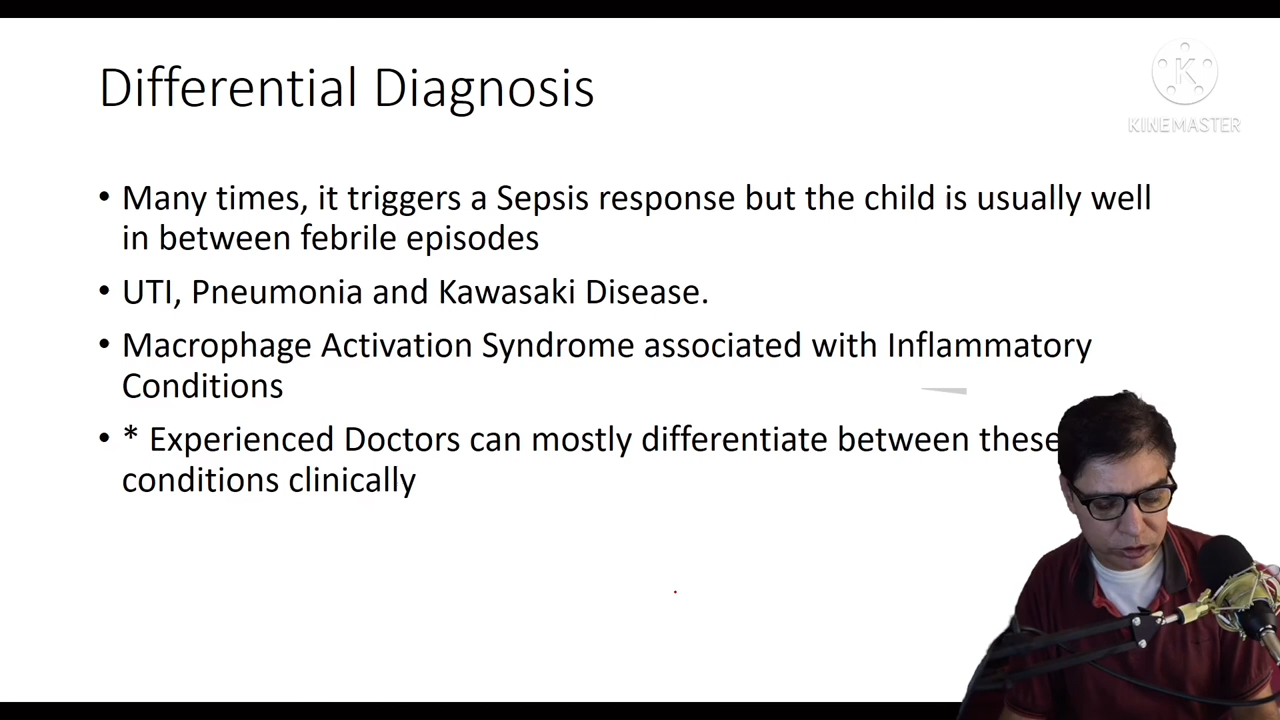 Differential Diagnosis
K
KINEMASTER
• Many times, it triggers a Sepsis response but the child is usually well
in between febrile episodes
• UTI, Pneumonia and Kawasaki Disease.
• Macrophage Activation Syndrome associated with Inflammatory
Conditions
• * Experienced Doctors can mostly differentiate between these
conditions clinically